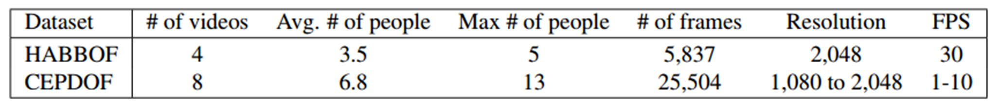 Dataset # of videos Avg. # of people Max # of people # of frames Resolution FPS
HABBOF 4 3.5 5 5,837 2,048 30
CEPDOF 8 6.8 13 25,504 1,080 to 2,048 1-10